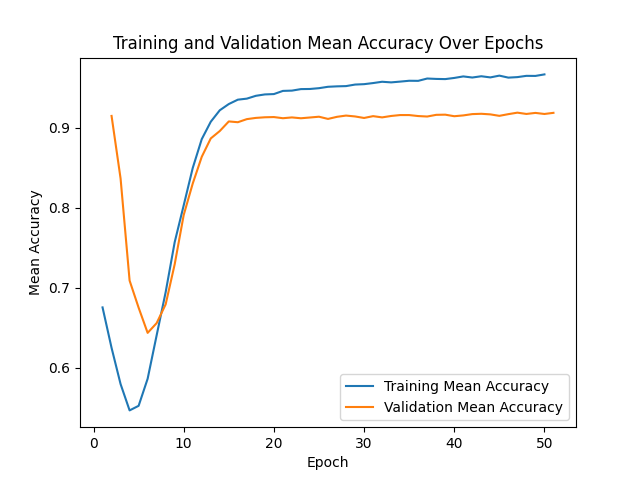 Training and Validation Mean Accuracy Over Epochs
Mean Accuracy
0.9
0.8
0.7
0.6
Training Mean Accuracy
Validation Mean Accuracy
0 10 20 30 40 50
Epoch